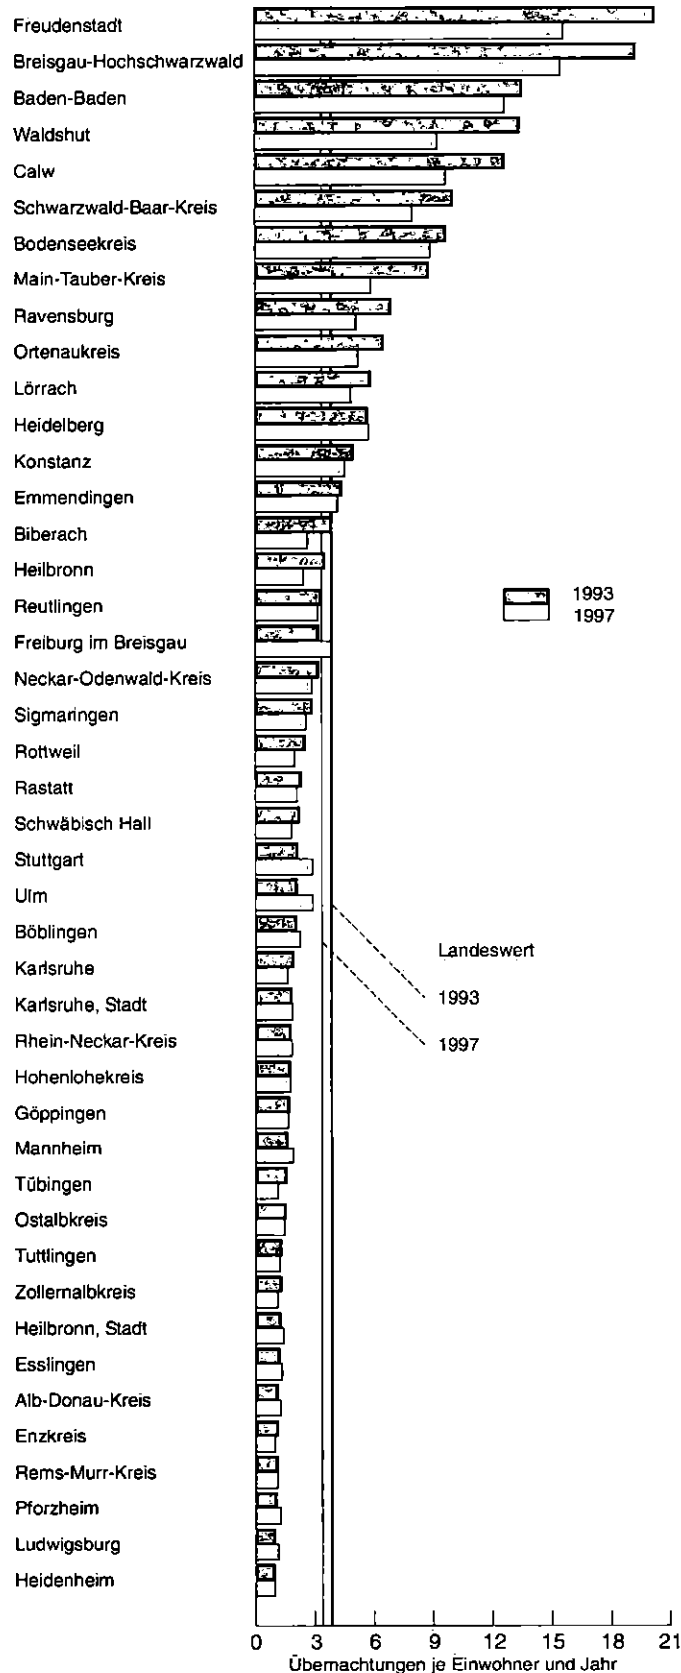 Freudenstadt
Breisgau-Hochschwarzwald
Baden-Baden
Waldshut
Calw
Schwarzwald-Baar-Kreis
Bodenseekreis
Main-Tauber-Kreis
Ravensburg
Ortenaukreis
Lörrach
Heidelberg
Konstanz
Emmendingen
Biberach
Heilbronn
Reutlingen
Freiburg im Breisgau
Neckar-Odenwald-Kreis
Sigmaringen
Rottweil
Rastatt
Schwäbisch Hall
Stuttgart
Ulm
Böblingen
Karlsruhe
Karlsruhe, Stadt
Rhein-Neckar-Kreis
Hohenlohekreis
Göppingen
Mannheim
Tübingen
Ostalbkreis
Tuttlingen
Zollernalbkreis
Heilbronn, Stadt
Esslingen
Alb-Donau-Kreis
Enzkreis
Rems-Murr-Kreis
Pforzheim
Ludwigsburg
Heidenheim
1993
1997
Landeswert
1993
1997
0 3 6 9 12 15 18 21
Übernachtungen je Einwohner und Jahr